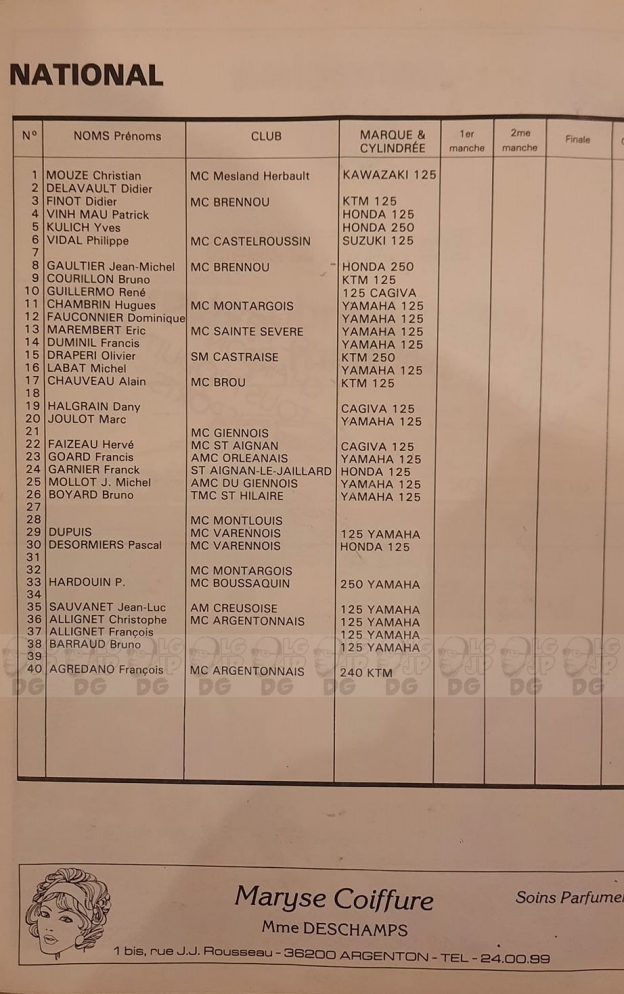 NATIONAL
N° NOMS Prénoms CLUB MARQUE & CYLINDRÉE 1er manche 2me manche Finale
1 MOUZE Christian MC Mesland Herbault KAWAZAKI 125
2 DELAVAULT Didier
3 FINOT Didier MC BRENNOU KTM 125
4 VINH MAU Patrick HONDA 125
5 KULICH Yves HONDA 250
6 VIDAL Philippe MC CASTELROUSSIN SUZUKI 125
7
8 GAULTIER Jean-Michel MC BRENNOU HONDA 250
9 COURILLON Bruno KTM 125
10 GUILLERMO René 125 CAGIVA
11 CHAMBRIN Hugues MC MONTARGOIS YAMAHA 125
12 FAUCONNIER Dominique YAMAHA 125
13 MAREMBERT Eric MC SAINTE SEVERE YAMAHA 125
14 DUMINIL Francis YAMAHA 125
15 DRAPERI Olivier SM CASTRAISE KTM 250
16 LABAT Michel YAMAHA 125
17 CHAUVEAU Alain MC BROU KTM 125
18
19 HALGRAIN Dany CAGIVA 125
20 JOULOT Marc YAMAHA 125
21 MC GIENNOIS
22 FAIZEAU Hervé MC ST AIGNAN CAGIVA 125
23 GOARD Francis AMC ORLEANAIS YAMAHA 125
24 GARNIER Franck ST AIGNAN-LE-JAILLARD HONDA 125
25 MOLLOT J. Michel AMC DU GIENNOIS YAMAHA 125
26 BOYARD Bruno TMC ST HILAIRE YAMAHA 125
27
28 MC MONTLOUIS
29 DUPUIS MC VARENNOIS 125 YAMAHA
30 DESORMIERS Pascal MC VARENNOIS HONDA 125
31
32 MC MONTARGOIS
33 HARDOUIN P. MC BOUSSAQUIN 250 YAMAHA
34
35 SAUVANET Jean-Luc AM CREUSOISE 125 YAMAHA
36 ALLIGNET Christophe MC ARGENTONNAIS 125 YAMAHA
37 ALLIGNET François 125 YAMAHA
38 BARRAUD Bruno 125 YAMAHA
39
40 AGREDANO François MC ARGENTONNAIS 240 KTM
Maryse Coiffure Soins Parfume
Mme DESCHAMPS
1 bis, rue J.J. Rousseau - 36200 ARGENTON - TEL - 24.00.99